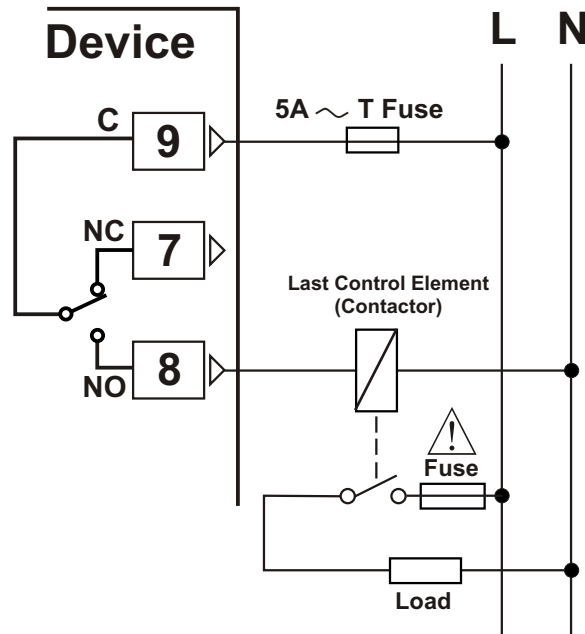 Device
L N
C
9
5A ~ T Fuse
NC
7
Last Control Element
(Contactor)
NO
8
!
Fuse
Load